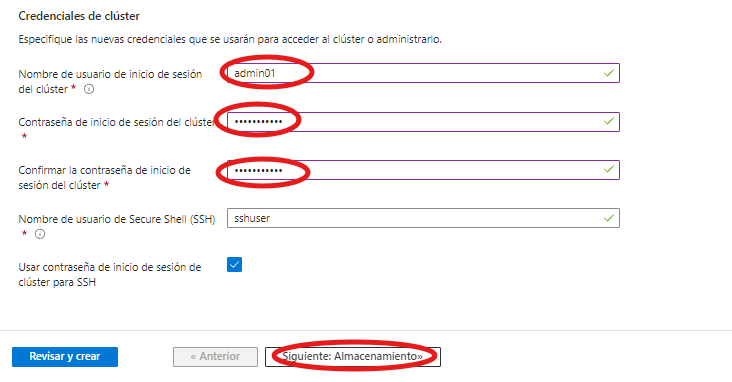 Credenciales de clúster
Especifique las nuevas credenciales que se usarán para acceder al clúster o administrarlo.
Nombre de usuario de inicio de sesión
del clúster *
admin01
Contraseña de inicio de sesión del clúster
*
•••••••••••
Confirmar la contraseña de inicio de
sesión del clúster *
•••••••••••
Nombre de usuario de Secure Shell (SSH)
*
sshuser
Usar contraseña de inicio de sesión de
clúster para SSH
Revisar y crear
« Anterior
Siguiente: Almacenamiento»